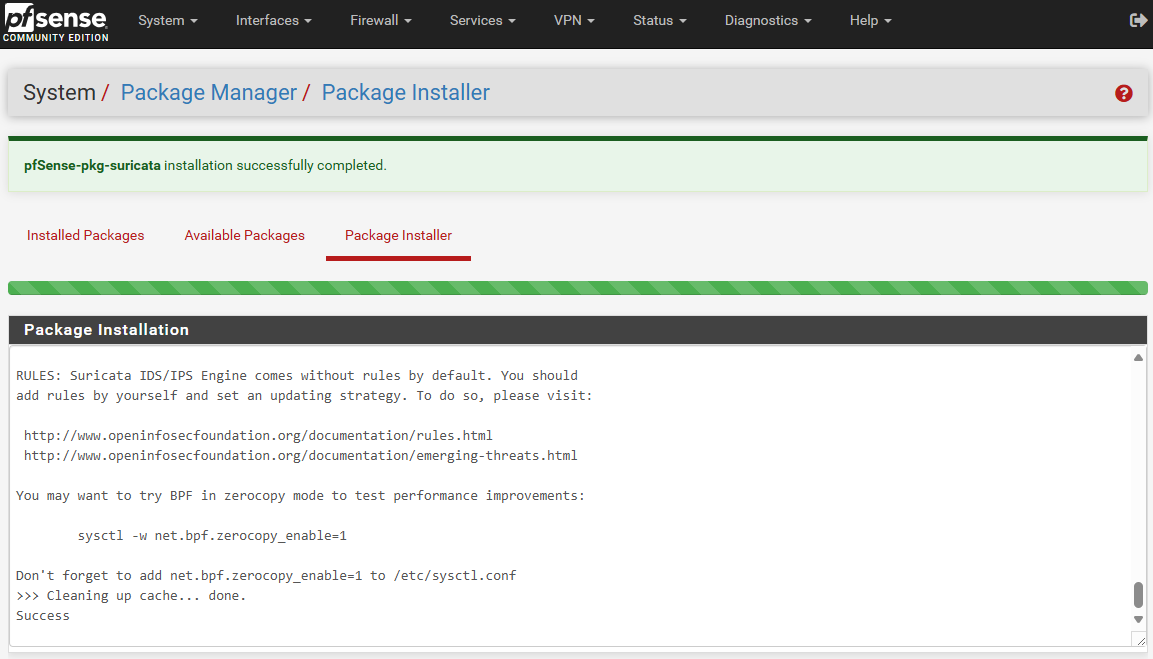 pfsense
COMMUNITY EDITION
System Interfaces Firewall Services VPN Status Diagnostics Help
System / Package Manager / Package Installer
?
pfSense-pkg-suricata installation successfully completed.
Installed Packages Available Packages Package Installer
Package Installation
RULES: Suricata IDS/IPS Engine comes without rules by default. You should
add rules by yourself and set an updating strategy. To do so, please visit:
http://www.openinfosecfoundation.org/documentation/rules.html
http://www.openinfosecfoundation.org/documentation/emerging-threats.html
You may want to try BPF in zerocopy mode to test performance improvements:
sysctl -w net.bpf.zerocopy_enable=1
Don't forget to add net.bpf.zerocopy_enable=1 to /etc/sysctl.conf
>>> Cleaning up cache... done.
Success